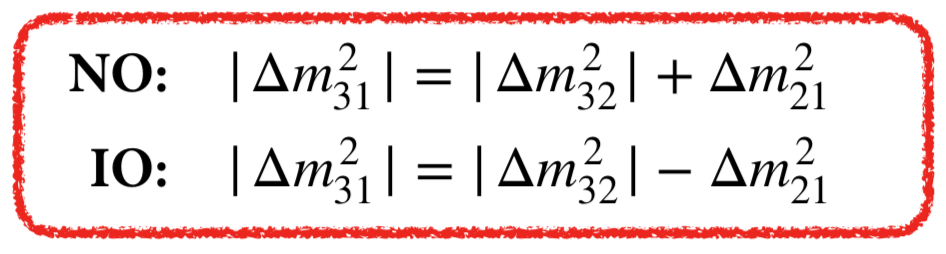 NO: |Δm²₃₁| = |Δm²₃₂| + Δm²₂₁
IO: |Δm²₃₁| = |Δm²₃₂| − Δm²₂₁